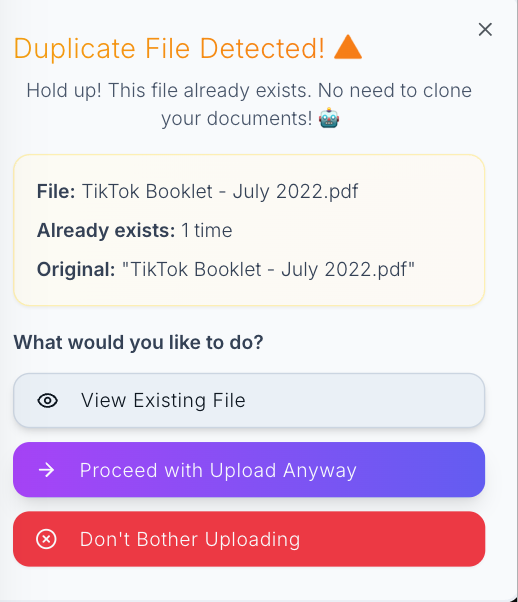 Duplicate File Detected!
Hold up! This file already exists. No need to clone
your documents! 🤖
File: TikTok Booklet - July 2022.pdf
Already exists: 1 time
Original: "TikTok Booklet - July 2022.pdf"
What would you like to do?
View Existing File
Proceed with Upload Anyway
Don't Bother Uploading